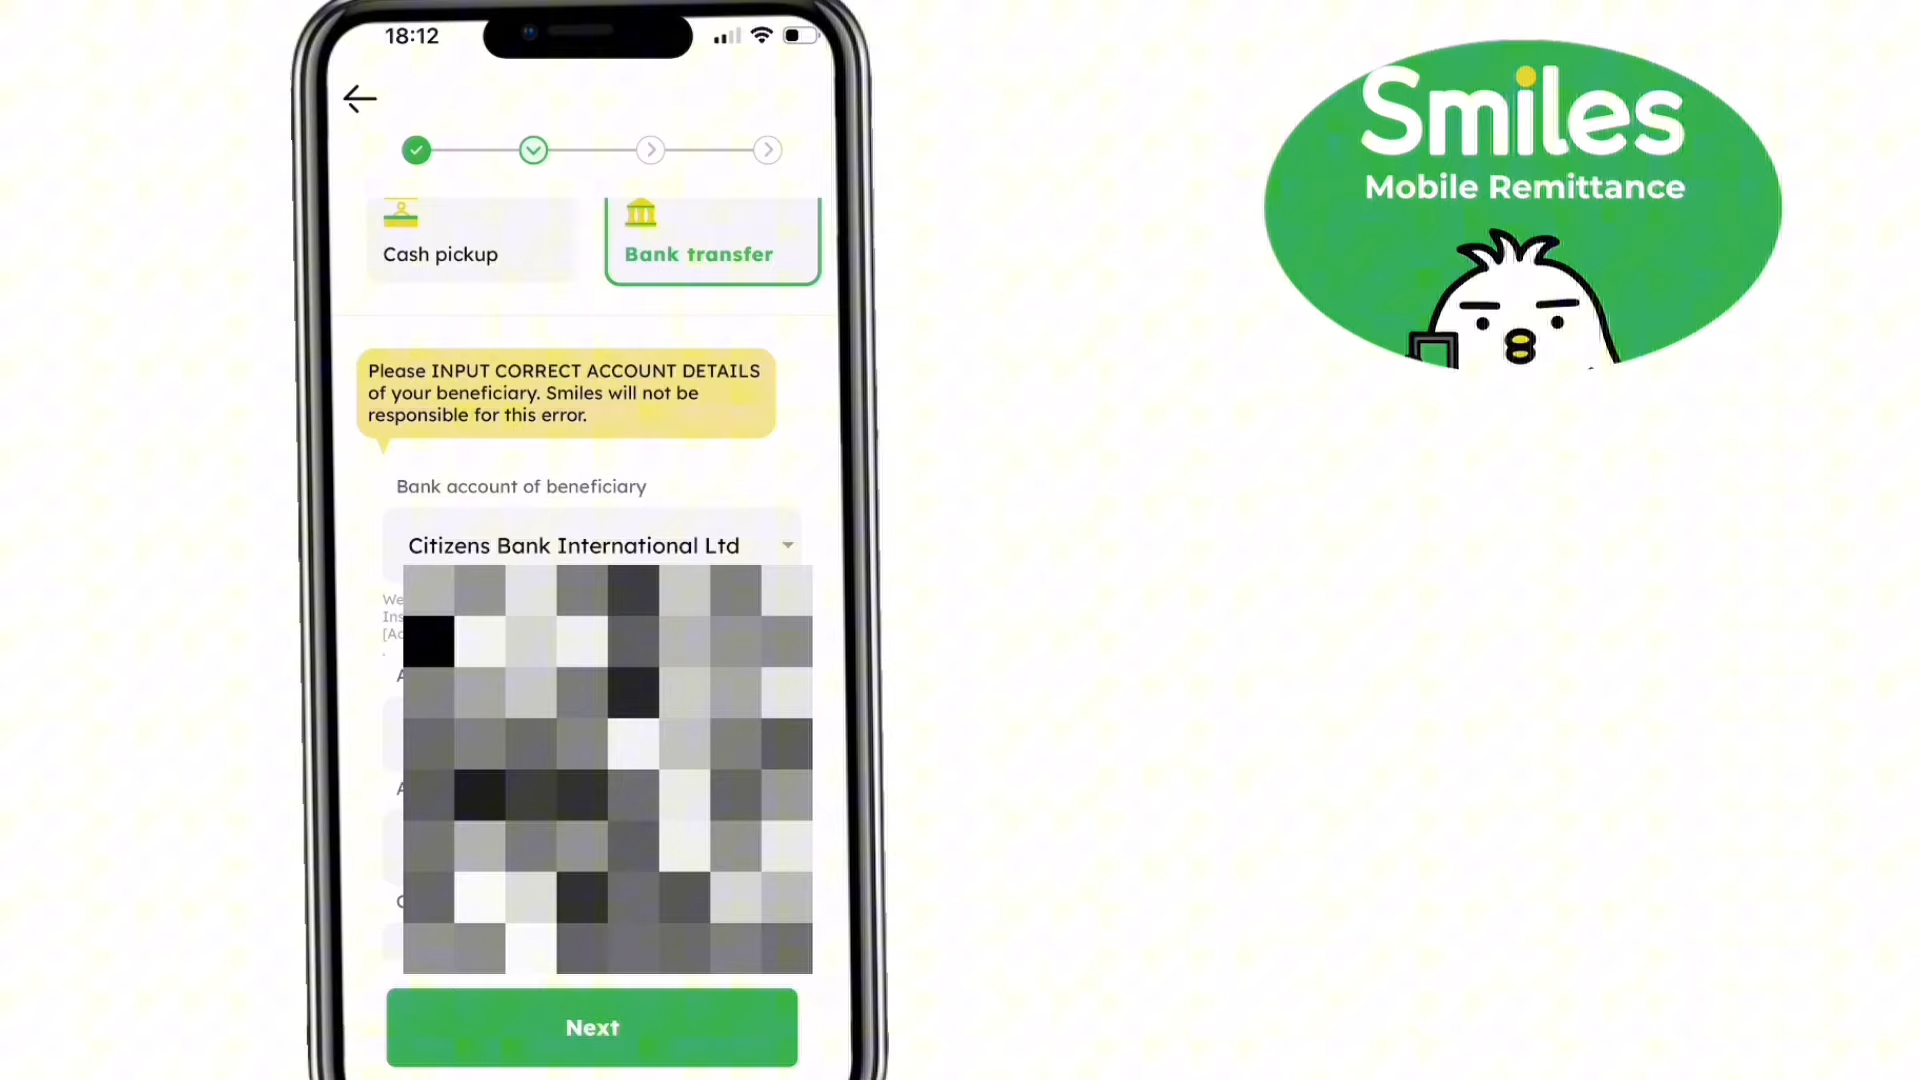 18:12
Smiles
Mobile Remittance
Cash pickup
Bank transfer
Please INPUT CORRECT ACCOUNT DETAILS
of your beneficiary. Smiles will not be
responsible for this error.
Bank account of beneficiary
Citizens Bank International Ltd
We
Next